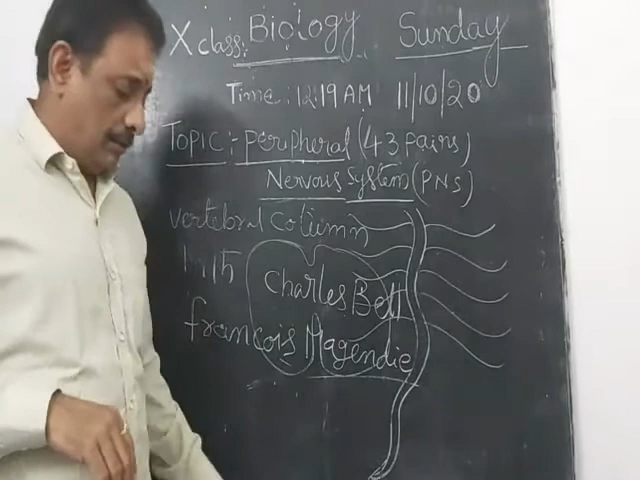 X class: Biology Sunday
Time: 12:19 AM 11/10/20
Topic:- Peripheral (43 pairs)
Nervous System (PNS)
Vertebral Column
Charles Bell
Francois Magendie